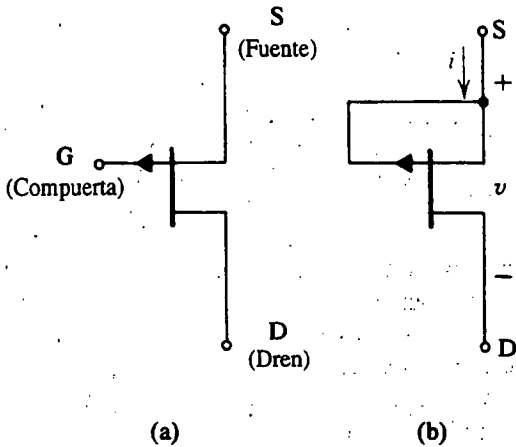 S
(Fuente)
G
(Compuerta)
D
(Dren)
(a)
S
i
+
v
−
D
(b)